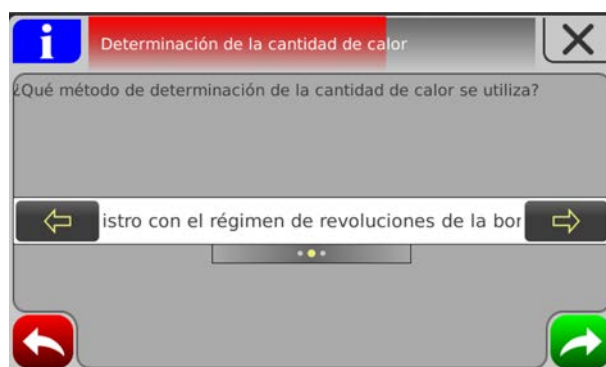 i
Determinación de la cantidad de calor
¿Qué método de determinación de la cantidad de calor se utiliza?
istro con el régimen de revoluciones de la bor